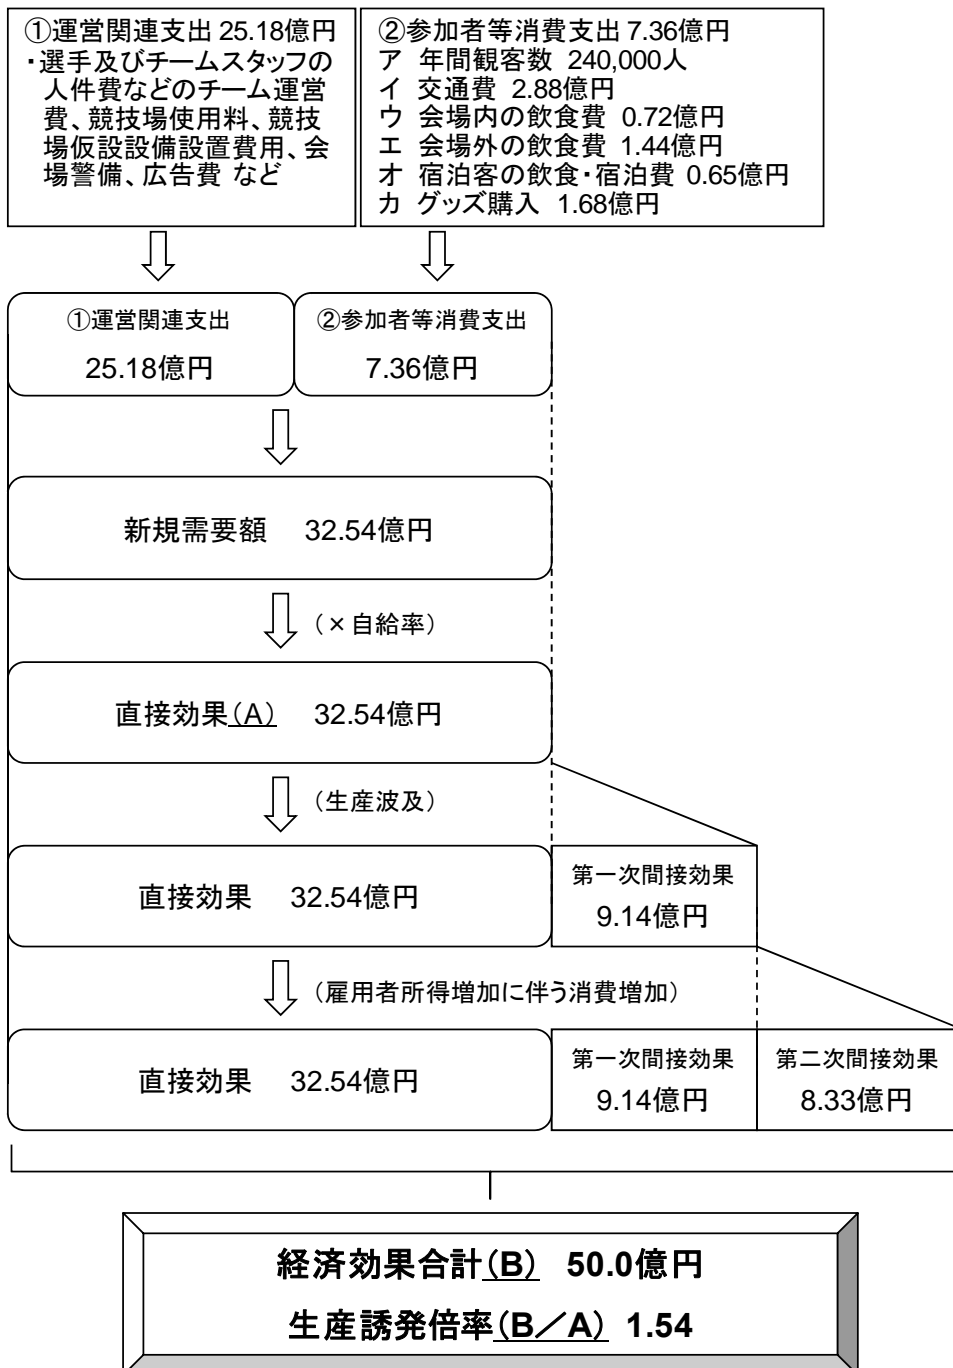 ①運営関連支出 25.18億円
・選手及びチームスタッフの
人件費などのチーム運営
費、競技場使用料、競技
場仮設設備設置費用、会
場警備、広告費 など
②参加者等消費支出 7.36億円
ア 年間観客数 240,000人
イ 交通費 2.88億円
ウ 会場内の飲食費 0.72億円
エ 会場外の飲食費 1.44億円
オ 宿泊客の飲食・宿泊費 0.65億円
カ グッズ購入 1.68億円
①運営関連支出
25.18億円
②参加者等消費支出
7.36億円
新規需要額 32.54億円
(×自給率)
直接効果(A) 32.54億円
(生産波及)
直接効果 32.54億円
第一次間接効果
9.14億円
(雇用者所得増加に伴う消費増加)
直接効果 32.54億円
第一次間接効果
9.14億円
第二次間接効果
8.33億円
経済効果合計(B) 50.0億円
生産誘発倍率(B/A) 1.54